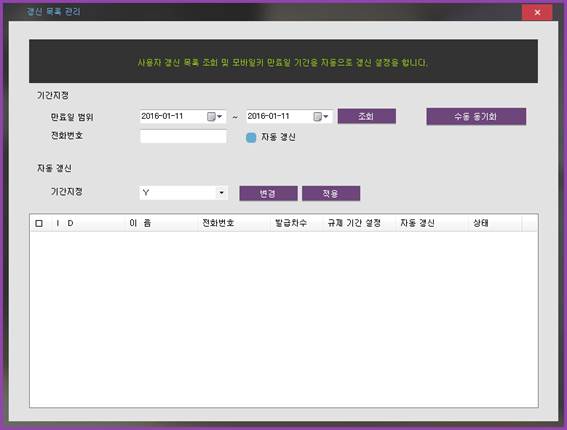 갱신 목록 관리
사용자 갱신 목록 조회 및 모바일키 만료일 기간을 자동으로 갱신 설정을 합니다.
기간지정
만료일 범위 2016-01-11 ~ 2016-01-11 조회 수동 동기화
전화번호 자동 갱신
자동 갱신
기간지정 Y 변경 적용
I D 이 름 전화번호 발급차수 규제 기간 설정 자동 갱신 상태